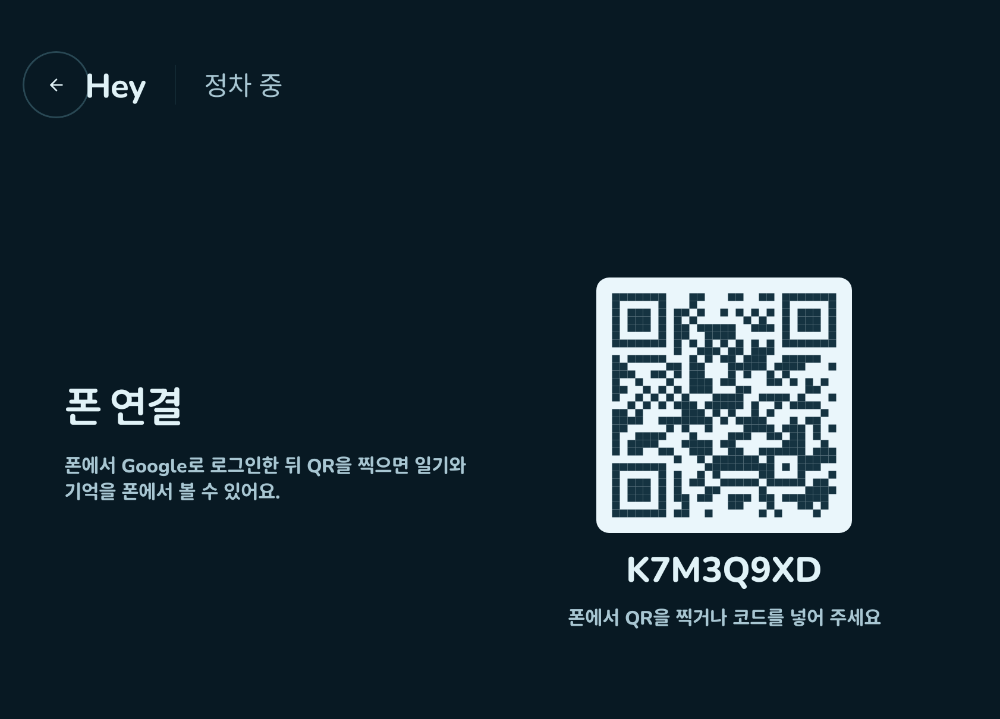 Hey
정차 중
폰 연결
폰에서 Google로 로그인한 뒤 QR을 찍으면 일기와
기억을 폰에서 볼 수 있어요.
K7M3Q9XD
폰에서 QR을 찍거나 코드를 넣어 주세요